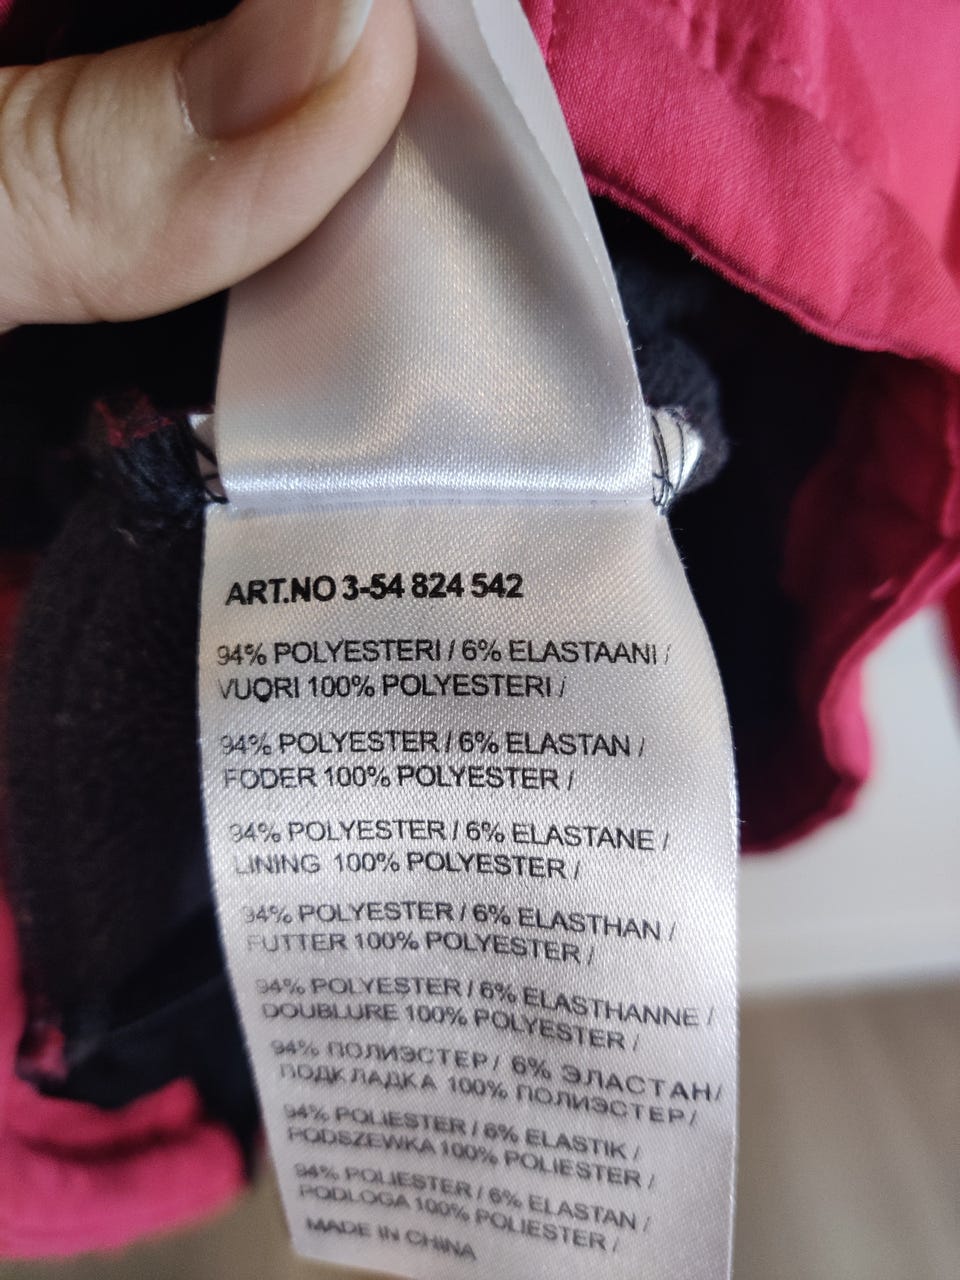 ART.NO 3-54 824 542
94% POLYESTERI / 6% ELASTAANI /
VUORI 100% POLYESTERI /
94% POLYESTER / 6% ELASTAN /
FODER 100% POLYESTER /
94% POLYESTER / 6% ELASTANE /
LINING 100% POLYESTER /
94% POLYESTER / 6% ELASTHAN /
FUTTER 100% POLYESTER /
94% POLYESTER / 6% ELASTHANNE /
DOUBLURE 100% POLYESTER /
94% ПОЛИЭСТЕР / 6% ЭЛАСТАН /
ПОДКЛАДКА 100% ПОЛИЭСТЕР /
94% POLIESTER / 6% ELASTIK /
PODSZEWKA 100% POLIESTER /
94% POLIESTER / 6% ELASTAN /
PODLOGA 100% POLIESTER /
MADE IN CHINA